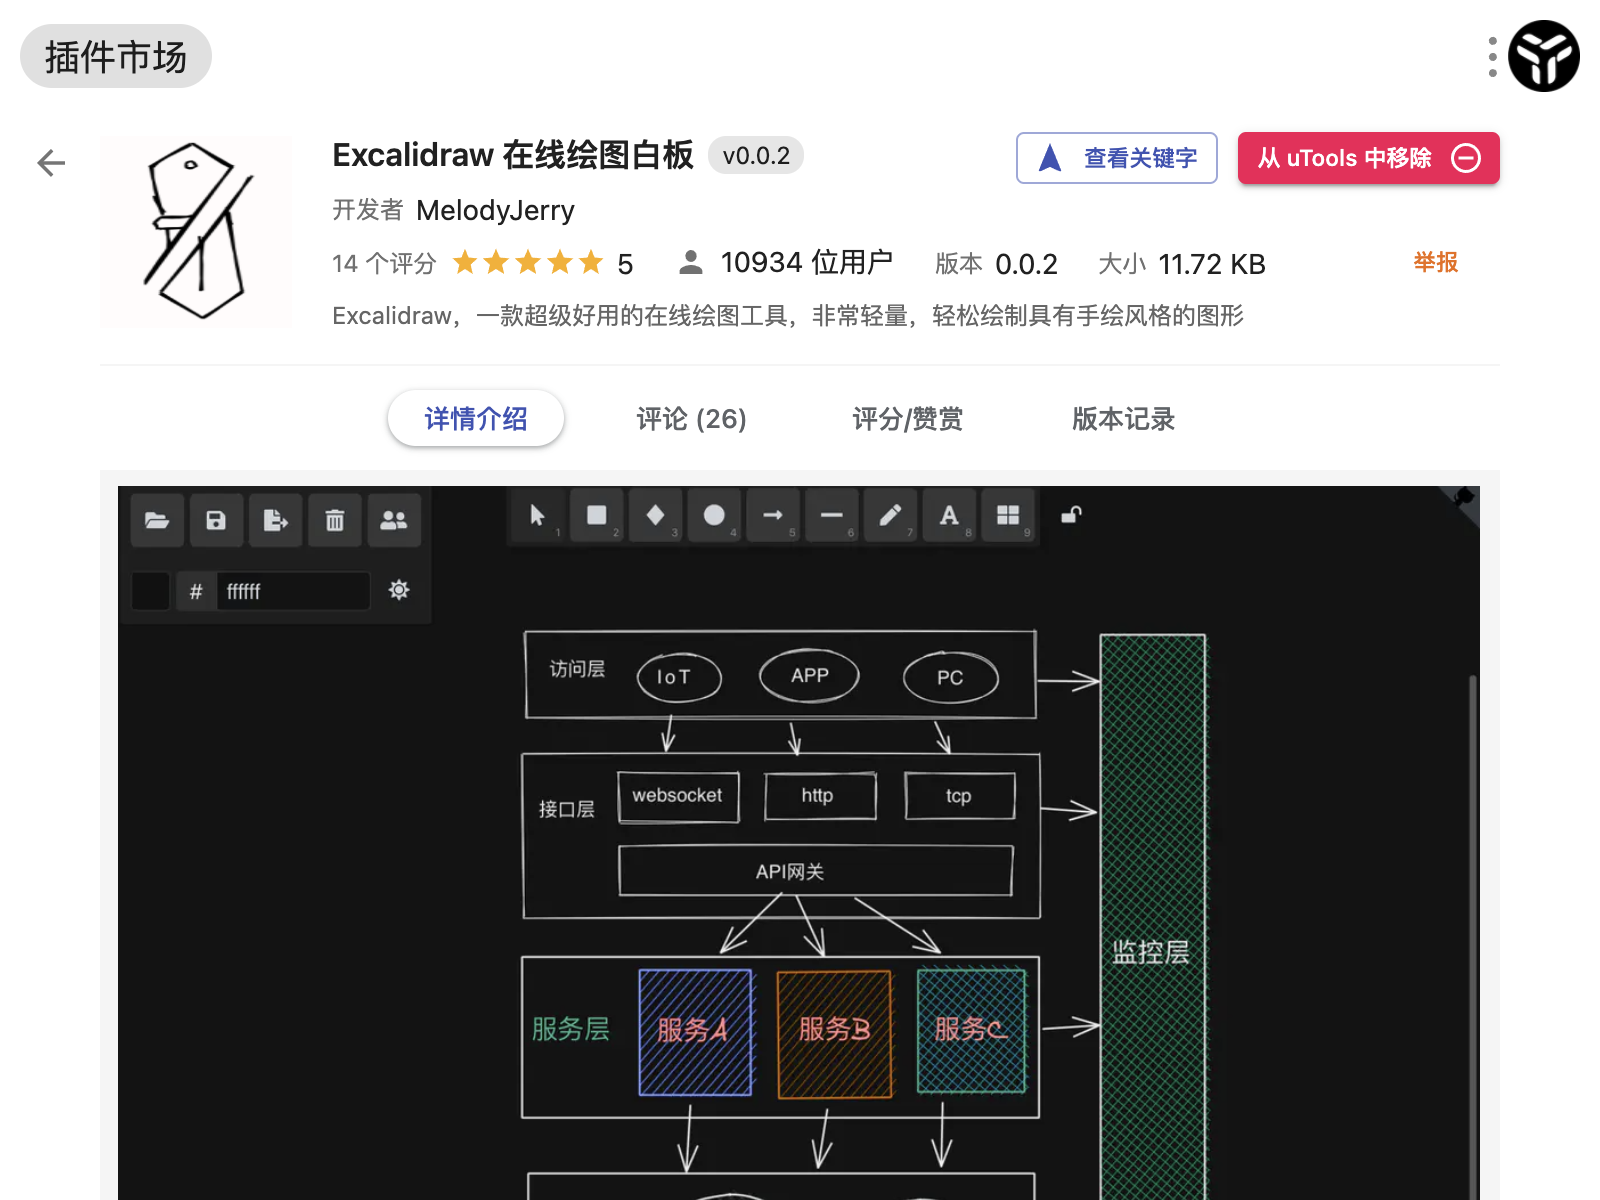 插件市场
Excalidraw 在线绘图白板 v0.0.2
查看关键字
从 uTools 中移除
开发者 MelodyJerry
14 个评分 5 10934 位用户 版本 0.0.2 大小 11.72 KB 举报
Excalidraw，一款超级好用的在线绘图工具，非常轻量，轻松绘制具有手绘风格的图形
详情介绍 评论 (26) 评分/赞赏 版本记录
1 2 3 4 5 6 7 A 8 9
# ffffff
访问层 IoT APP PC
接口层 websocket http tcp
API网关
监控层
服务层 服务A 服务B 服务C